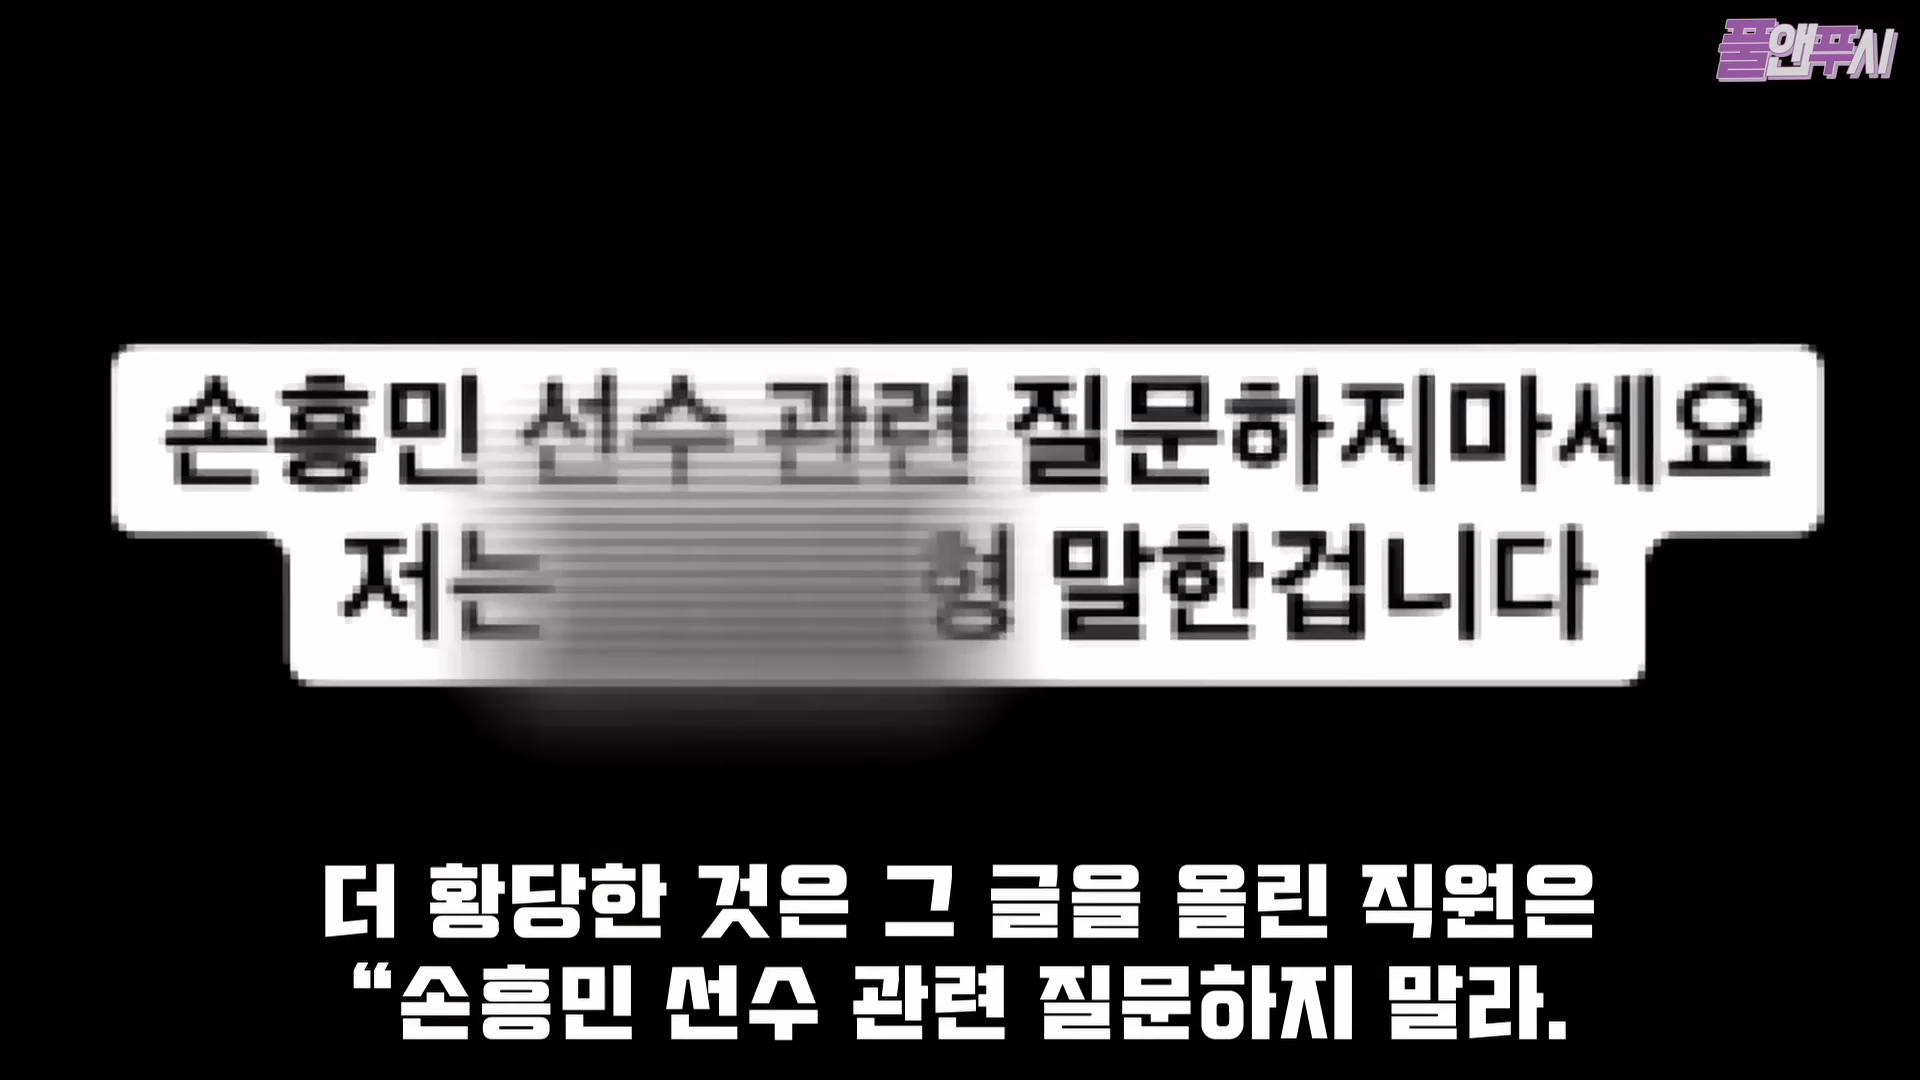 풀앤푸시
손흥민 선수 관련 질문하지마세요
저는 형 말한겁니다
더 황당한 것은 그 글을 올린 직원은
“손흥민 선수 관련 질문하지 말라.